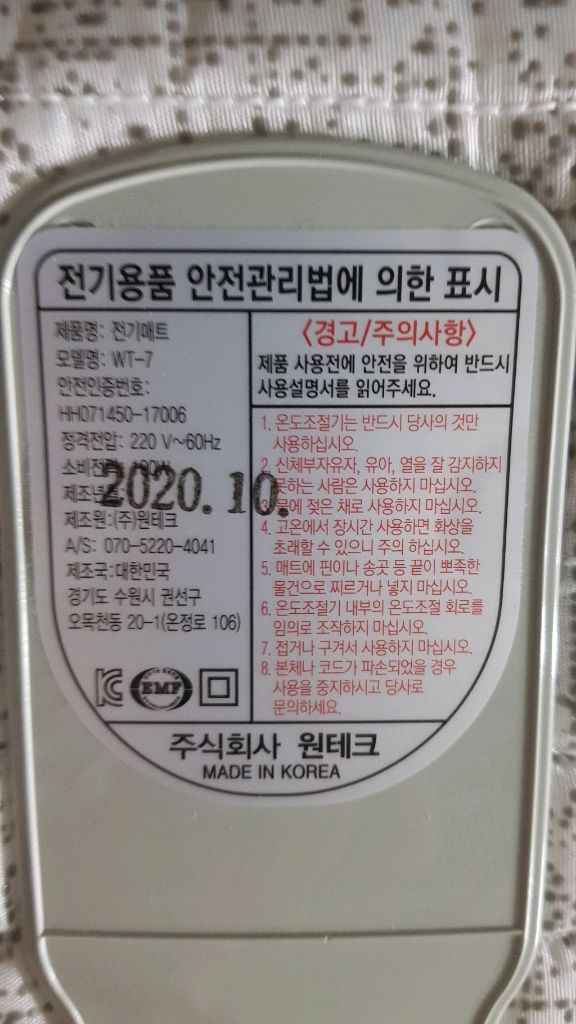 전기용품 안전관리법에 의한 표시
제품명: 전기매트
모델명: WT-7
안전인증번호:
HH071450-17006
정격전압: 220 V~60Hz
소비전력:
제조년월:
2020. 10.
제조원:(주)원테크
A/S: 070-5220-4041
제조국:대한민국
경기도 수원시 권선구
오목천동 20-1(온정로 106)
EMF
<경고/주의사항>
제품 사용전에 안전을 위하여 반드시
사용설명서를 읽어주세요.
1. 온도조절기는 반드시 당사의 것만
사용하십시오.
2. 신체부자유자, 유아, 열을 잘 감지하지
못하는 사람은 사용하지 마십시오.
3. 물에 젖은 채로 사용하지 마십시오.
4. 고온에서 장시간 사용하면 화상을
초래할 수 있으니 주의 하십시오.
5. 매트에 핀이나 송곳 등 끝이 뾰족한
물건으로 찌르거나 넣지 마십시오.
6. 온도조절기 내부의 온도조절 회로를
임의로 조작하지 마십시오.
7. 접거나 구겨서 사용하지 마십시오.
8. 본체나 코드가 파손되었을 경우
사용을 중지하시고 당사로
문의하세요.
주식회사 원테크
MADE IN KOREA